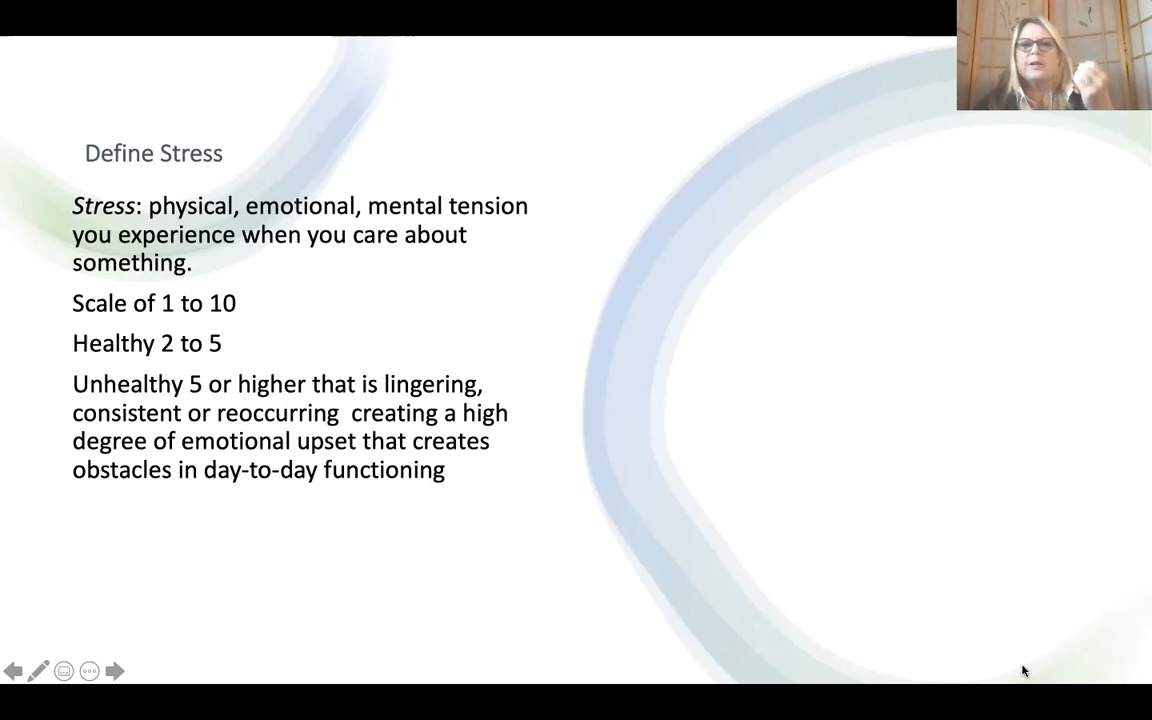 Define Stress
Stress: physical, emotional, mental tension
you experience when you care about
something.
Scale of 1 to 10
Healthy 2 to 5
Unhealthy 5 or higher that is lingering,
consistent or reoccurring  creating a high
degree of emotional upset that creates
obstacles in day-to-day functioning